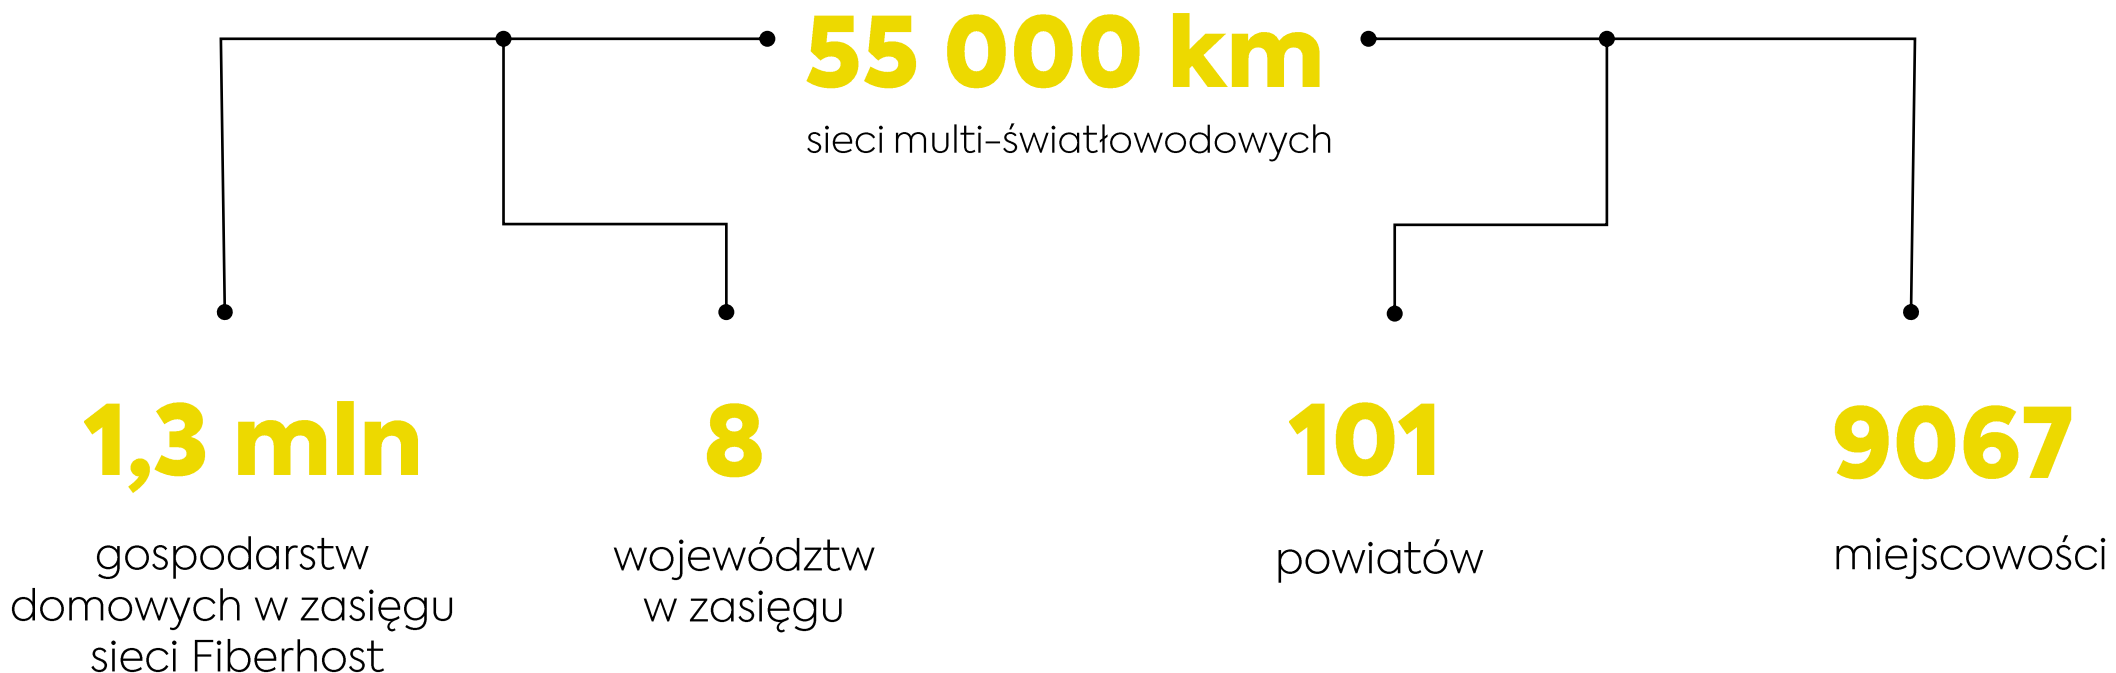 55 000 km
sieci multi-światłowodowych
1,3 mln
gospodarstw
domowych w zasięgu
sieci Fiberhost
8
województw
w zasięgu
101
powiatów
9067
miejscowości